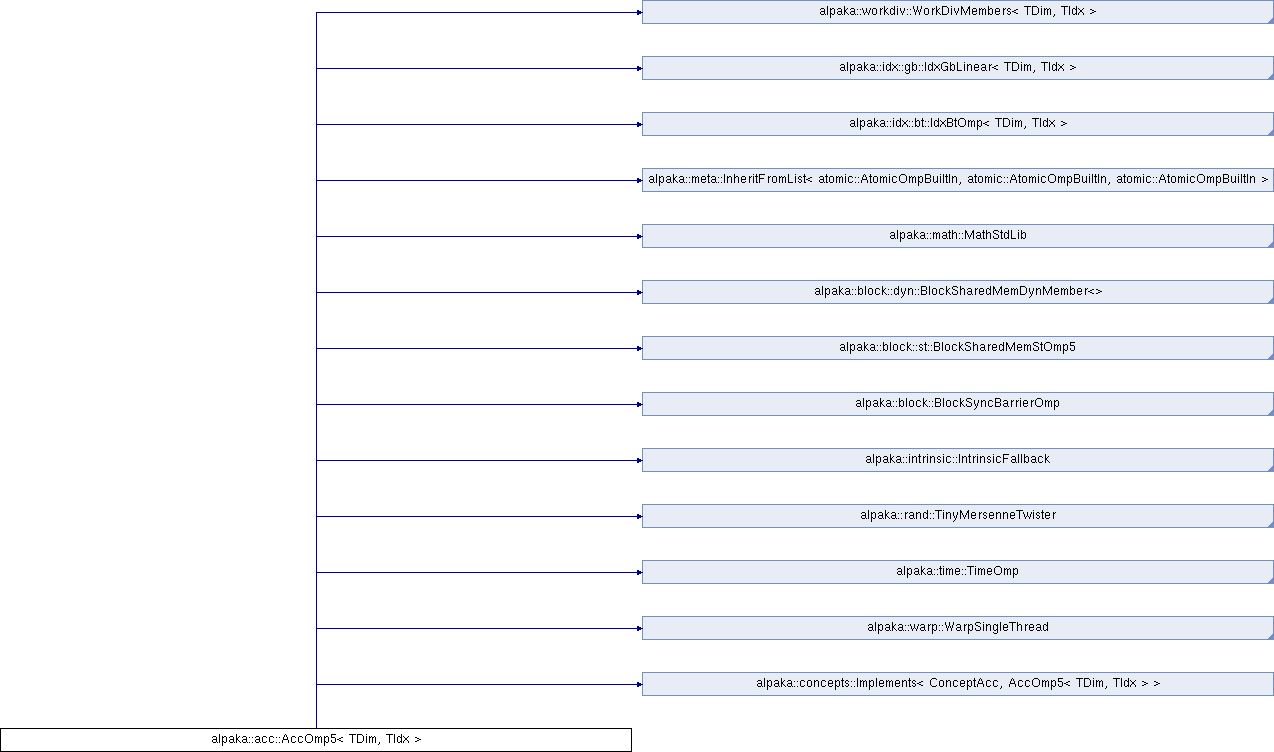 alpaka::workdiv::WorkDivMembers< TDim, TIdx >
alpaka::idx::gb::IdxGbLinear< TDim, TIdx >
alpaka::idx::bt::IdxBtOmp< TDim, TIdx >
alpaka::meta::InheritFromList< atomic::AtomicOmpBuiltIn, atomic::AtomicOmpBuiltIn, atomic::AtomicOmpBuiltIn >
alpaka::math::MathStdLib
alpaka::block::dyn::BlockSharedMemDynMember<>
alpaka::block::st::BlockSharedMemStOmp5
alpaka::block::BlockSyncBarrierOmp
alpaka::intrinsic::IntrinsicFallback
alpaka::rand::TinyMersenneTwister
alpaka::time::TimeOmp
alpaka::warp::WarpSingleThread
alpaka::concepts::Implements< ConceptAcc, AccOmp5< TDim, TIdx > >
alpaka::acc::AccOmp5< TDim, TIdx >